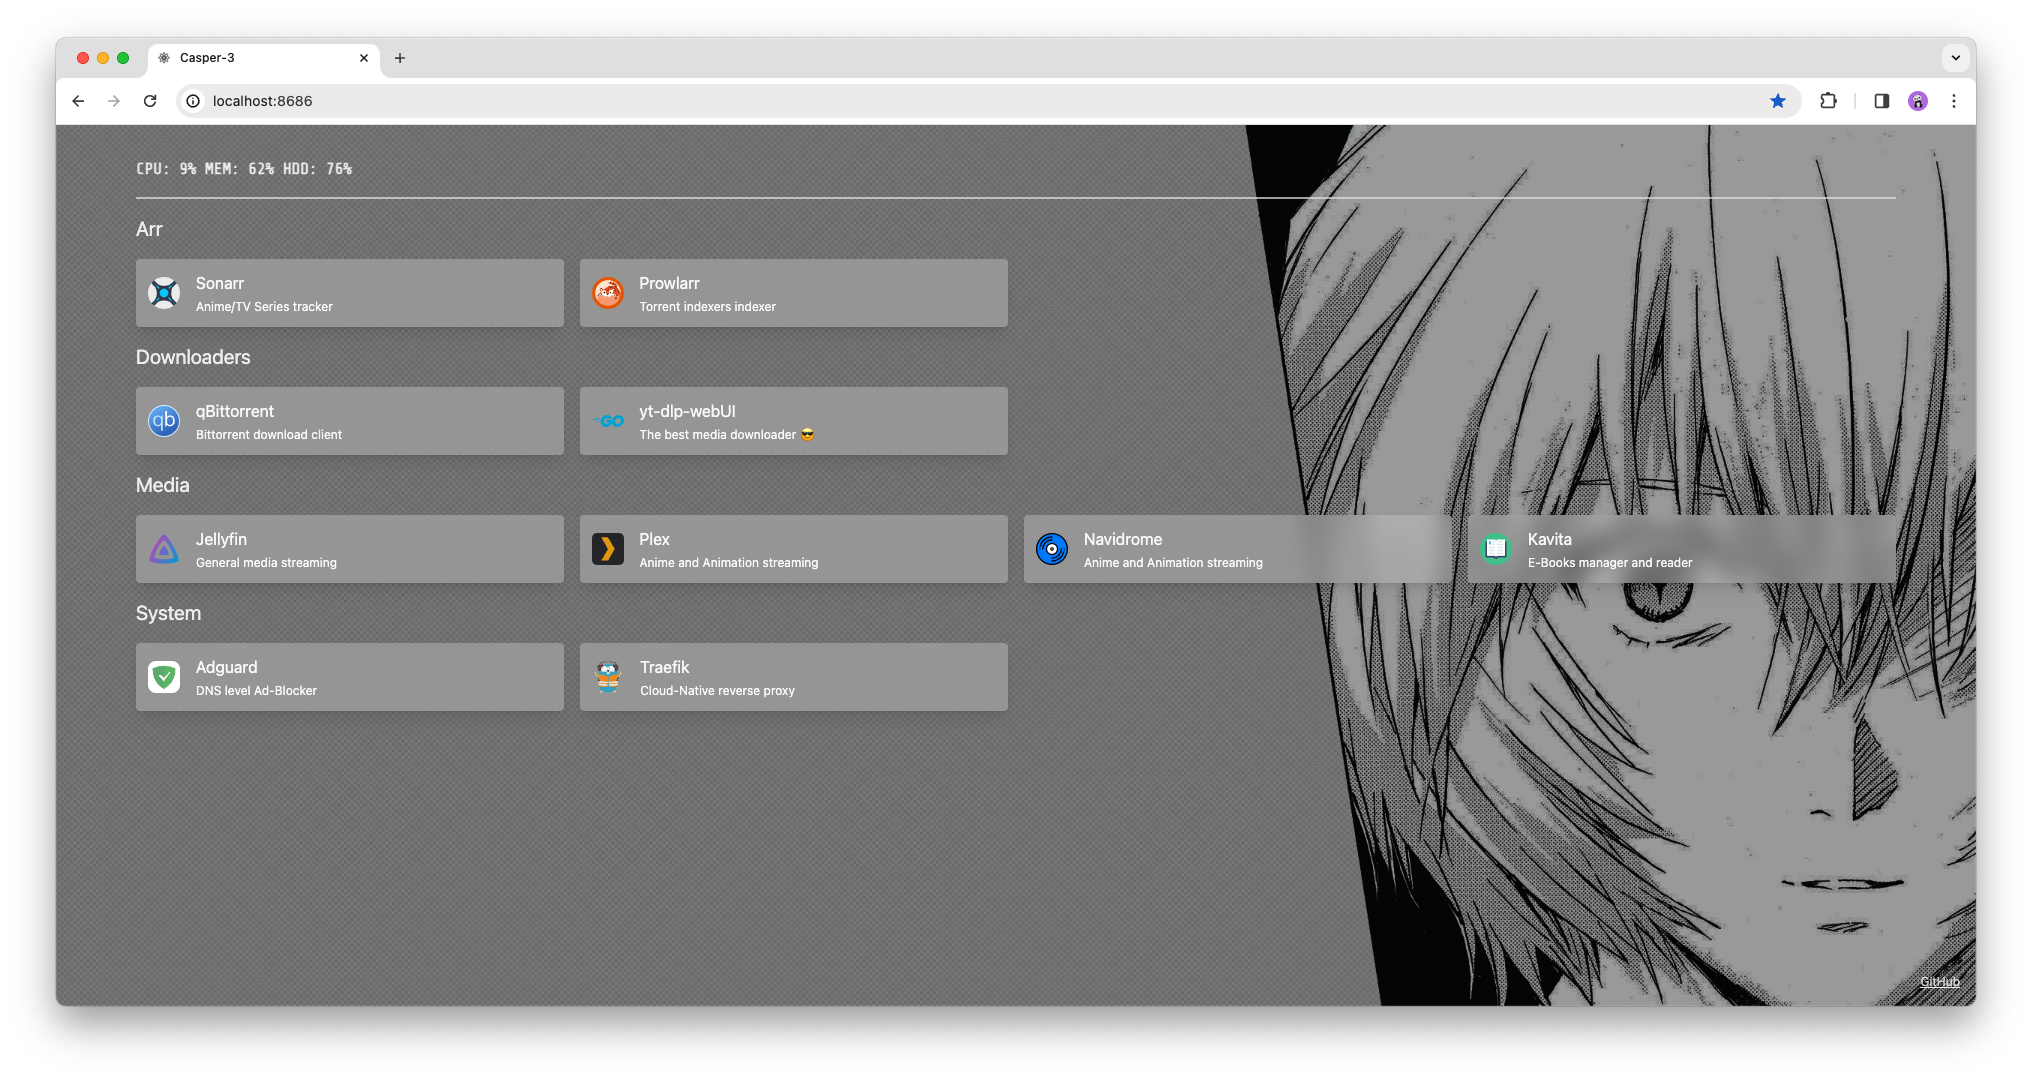 Casper-3
localhost:8686
CPU: 9% MEM: 62% HDD: 76%
Arr
Sonarr
Anime/TV Series tracker
Prowlarr
Torrent indexers indexer
Downloaders
qb
qBittorrent
Bittorrent download client
GO
yt-dlp-webUI
The best media downloader 😎
Media
Jellyfin
General media streaming
Plex
Anime and Animation streaming
Navidrome
Anime and Animation streaming
Kavita
E-Books manager and reader
System
Adguard
DNS level Ad-Blocker
Traefik
Cloud-Native reverse proxy
GitHub